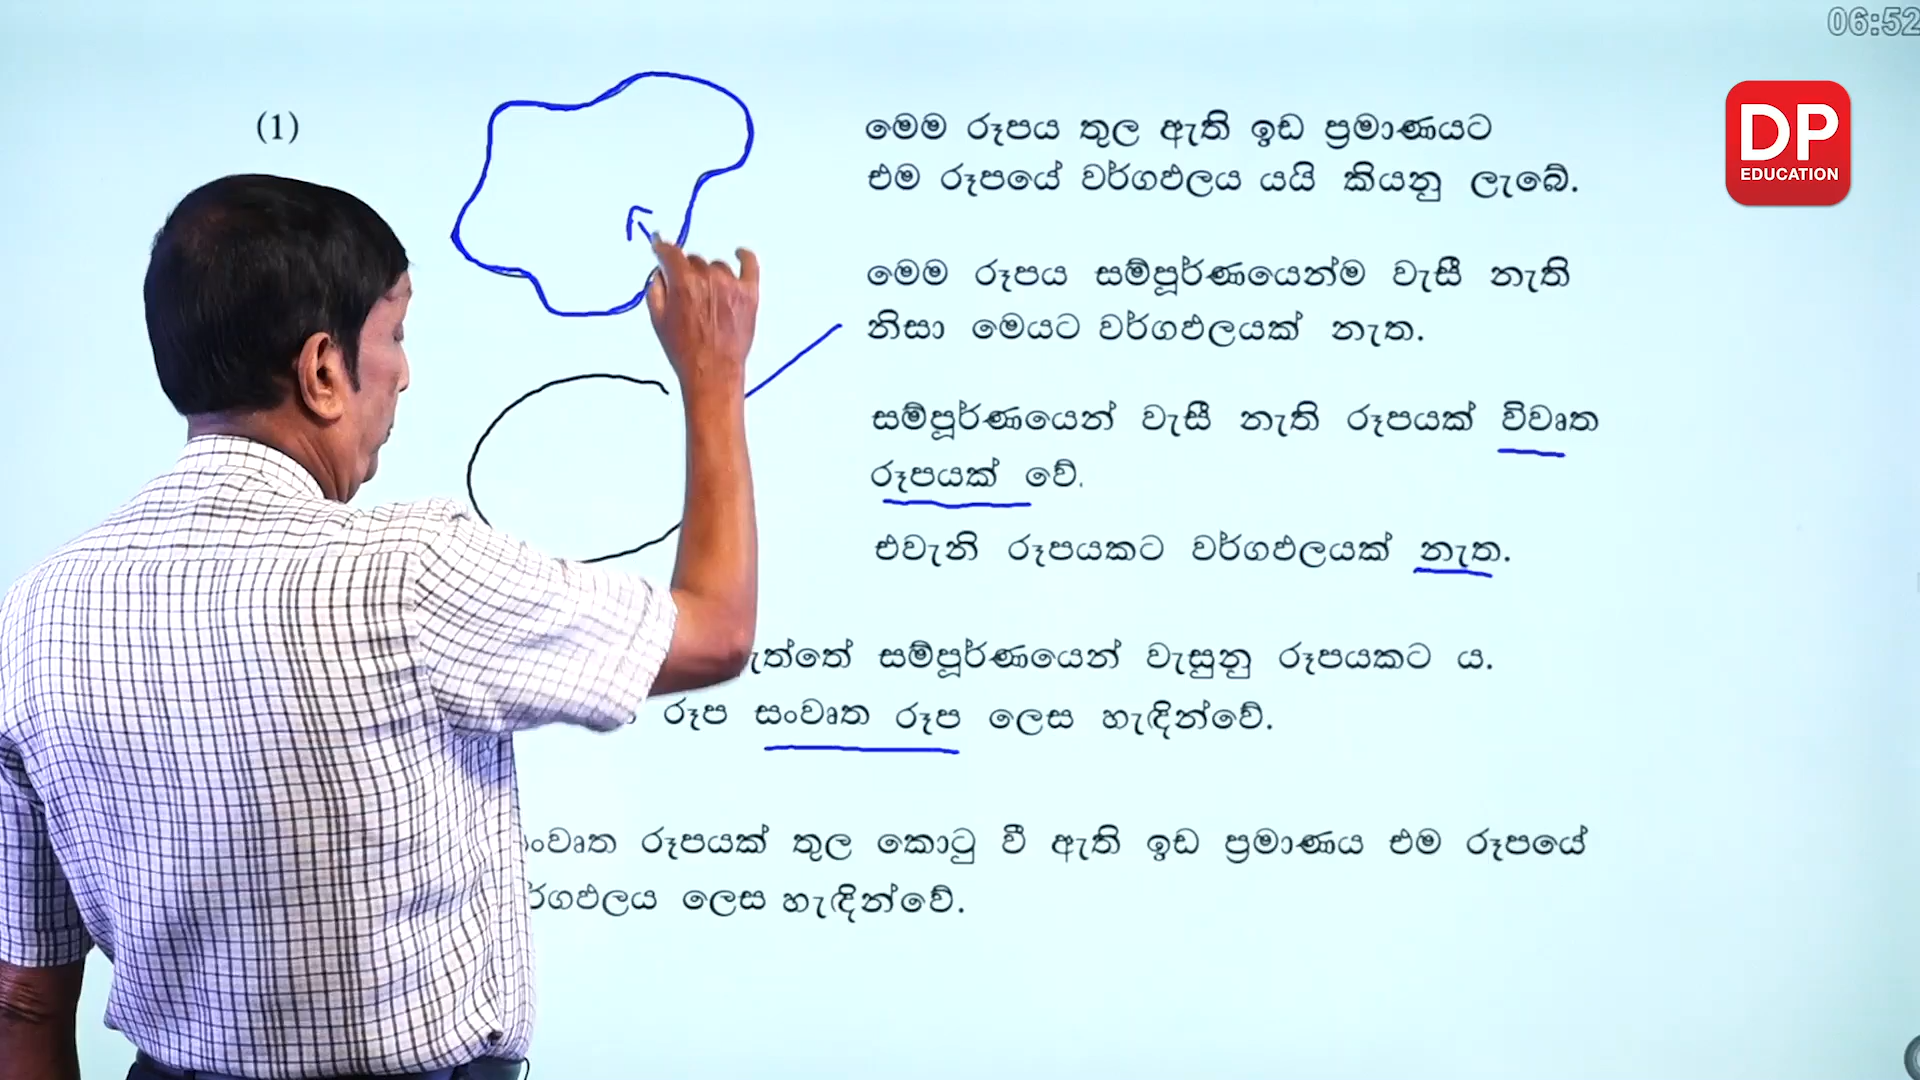 06:52
DP
EDUCATION
(1)
මෙම රූපය තුල ඇති ඉඩ ප්‍රමාණයට
එම රූපයේ වර්ගඵලය යයි කියනු ලැබේ.
මෙම රූපය සම්පූර්ණයෙන්ම වැසී නැති
නිසා මෙයට වර්ගඵලයක් නැත.
සම්පූර්ණයෙන් වැසී නැති රූපයක් විවෘත
රූපයක් වේ.
එවැනි රූපයකට වර්ගඵලයක් නැත.
සම්පූර්ණයෙන් වැසුනු රූපයකට ය.
රූප සංවෘත රූප ලෙස හැඳින්වේ.
රූපයක් තුල කොටු වී ඇති ඉඩ ප්‍රමාණය එම රූපයේ
ලෙස හැඳින්වේ.